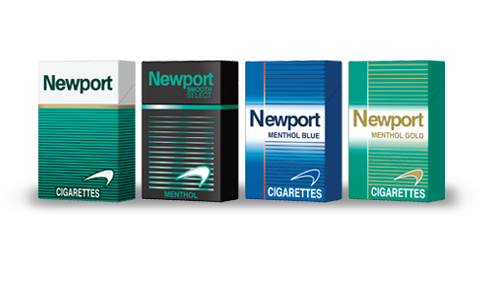 Newport
CIGARETTES
Newport
SMOOTH
SELECT
MENTHOL
Newport
MENTHOL BLUE
CIGARETTES
Newport
MENTHOL GOLD
CIGARETTES